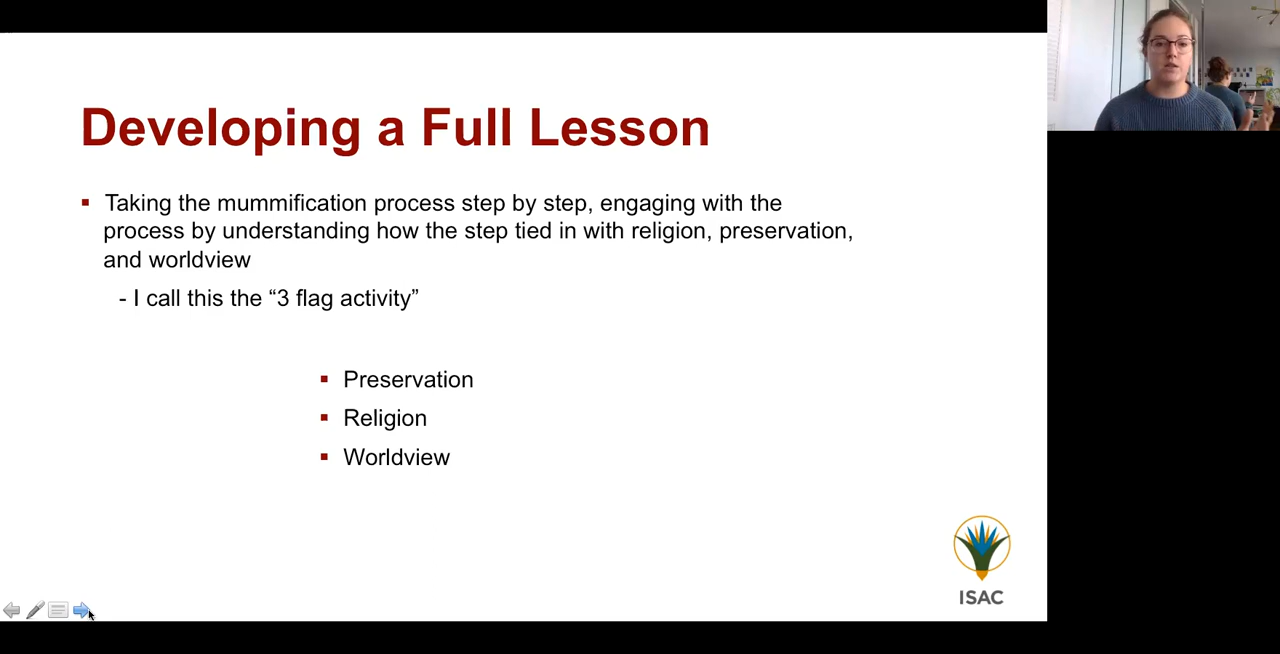 Developing a Full Lesson
▪ Taking the mummification process step by step, engaging with the
process by understanding how the step tied in with religion, preservation,
and worldview
- I call this the “3 flag activity”
▪ Preservation
▪ Religion
▪ Worldview
ISAC